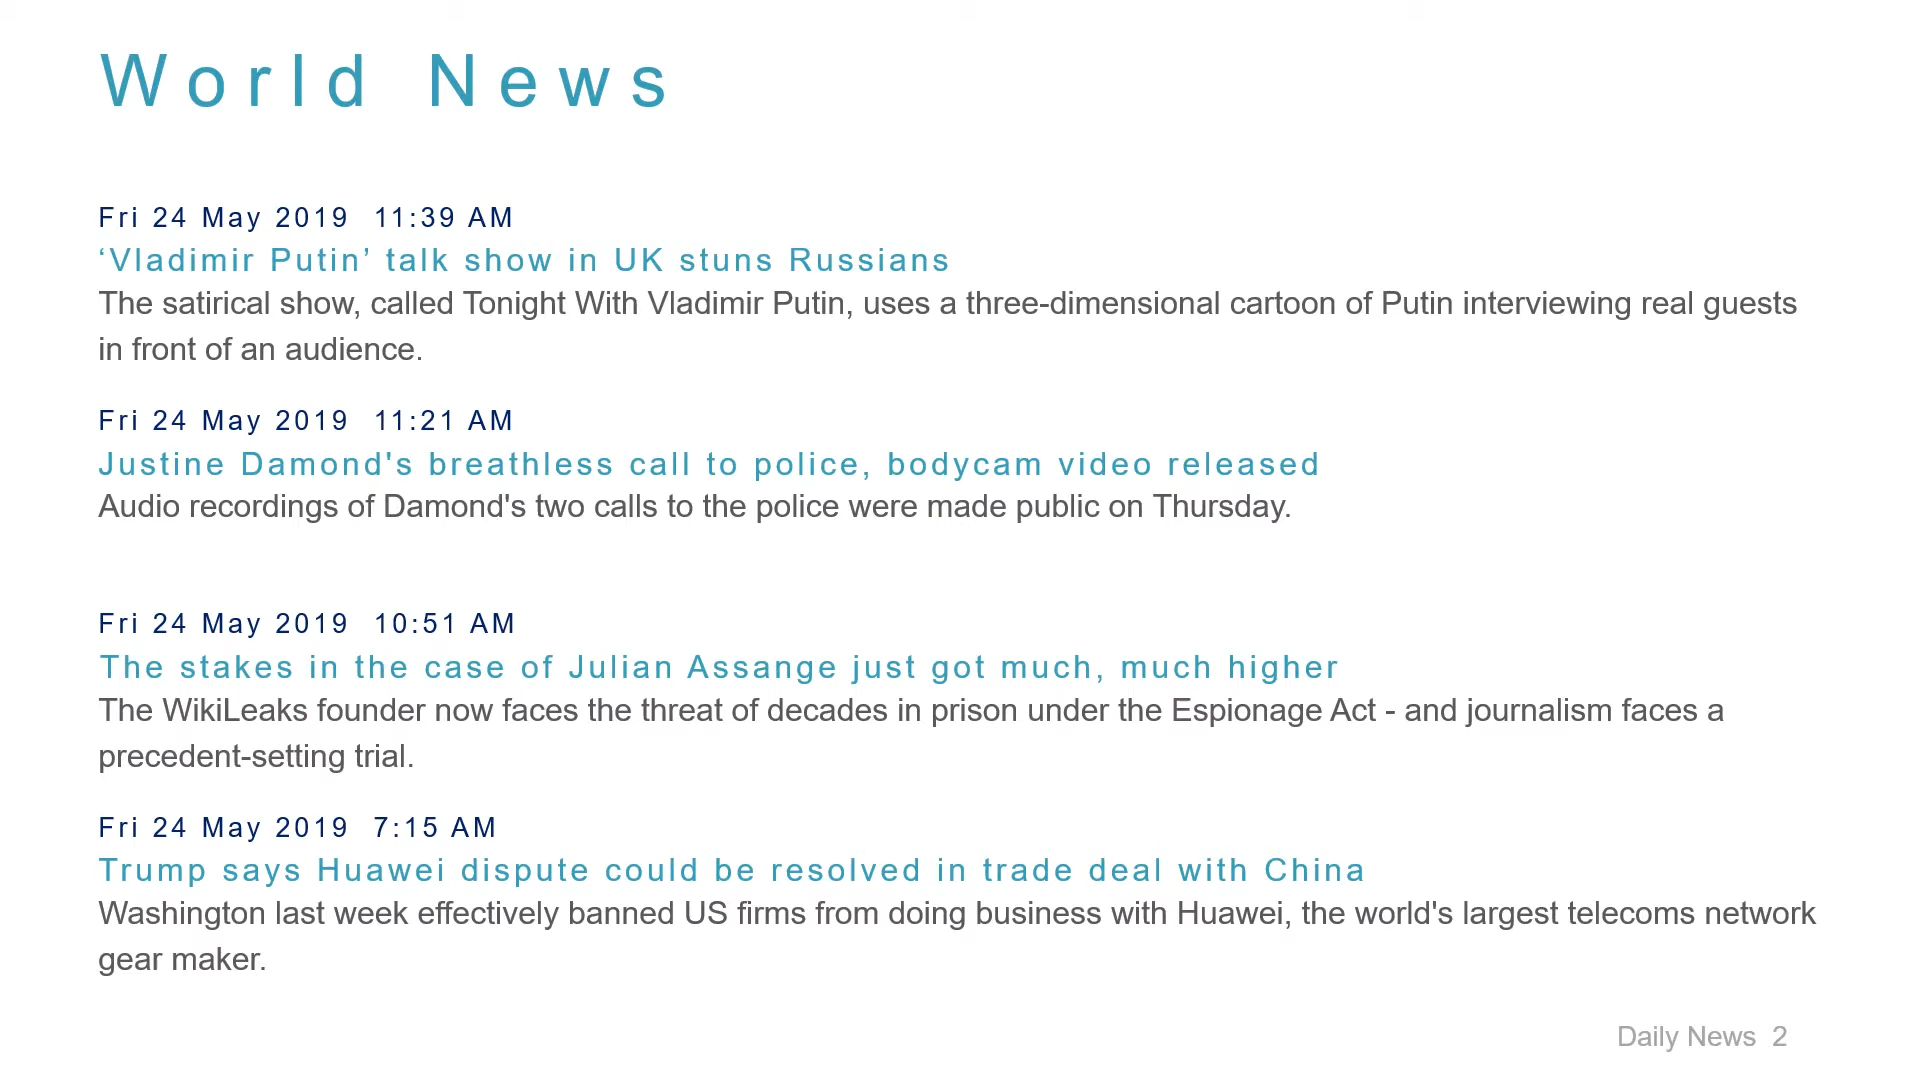 World News
Fri 24 May 2019  11:39 AM
‘Vladimir Putin’ talk show in UK stuns Russians
The satirical show, called Tonight With Vladimir Putin, uses a three-dimensional cartoon of Putin interviewing real guests
in front of an audience.
Fri 24 May 2019  11:21 AM
Justine Damond's breathless call to police, bodycam video released
Audio recordings of Damond's two calls to the police were made public on Thursday.
Fri 24 May 2019  10:51 AM
The stakes in the case of Julian Assange just got much, much higher
The WikiLeaks founder now faces the threat of decades in prison under the Espionage Act - and journalism faces a
precedent-setting trial.
Fri 24 May 2019  7:15 AM
Trump says Huawei dispute could be resolved in trade deal with China
Washington last week effectively banned US firms from doing business with Huawei, the world's largest telecoms network
gear maker.
Daily News  2